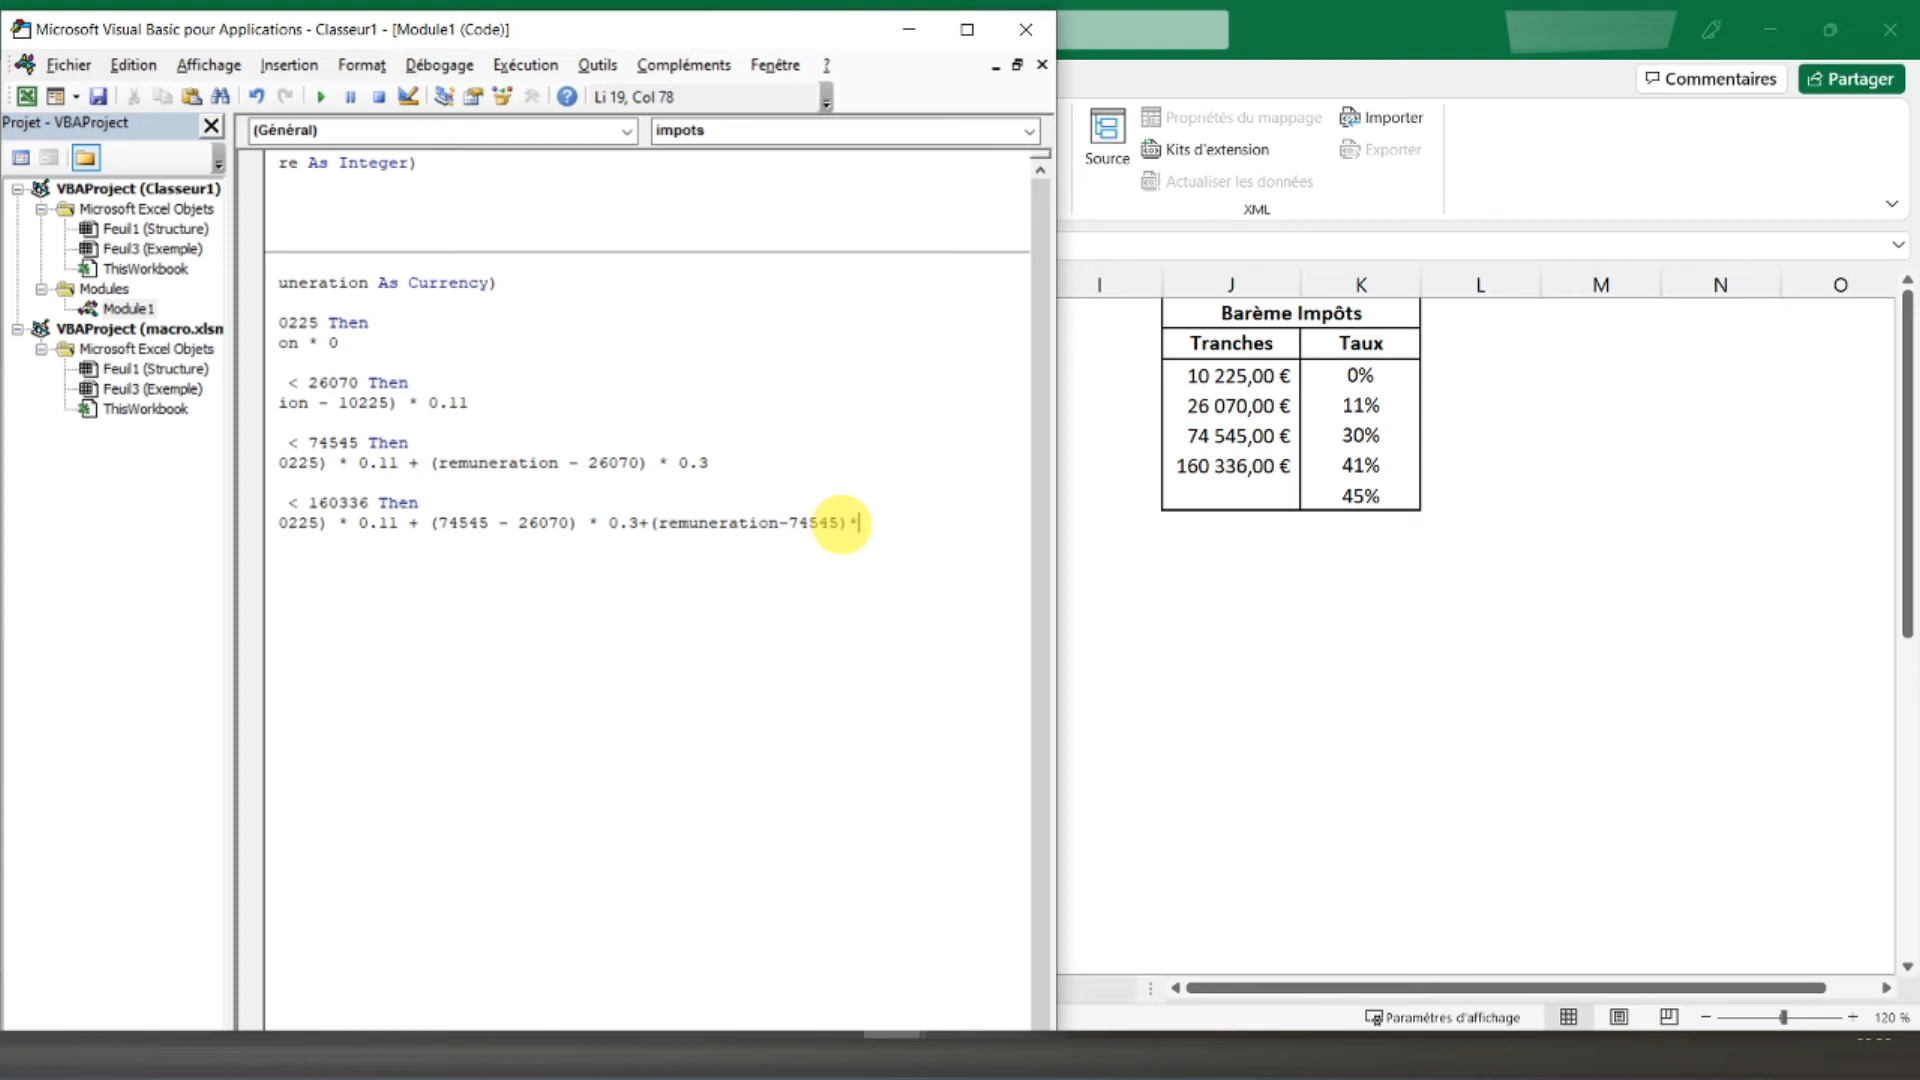 Microsoft Visual Basic pour Applications - Classeur1 - [Module1 (Code)]
Fichier Edition Affichage Insertion Format Débogage Exécution Outils Compléments Fenêtre ?
Li 19, Col 78
Projet - VBAProject
(Général)
impots
VBAProject (Classeur1)
Microsoft Excel Objets
Feuil1 (Structure)
Feuil3 (Exemple)
ThisWorkbook
Modules
Module1
VBAProject (macro.xlsn
Microsoft Excel Objets
Feuil1 (Structure)
Feuil3 (Exemple)
ThisWorkbook
re As Integer)
uneration As Currency)
0225 Then
on * 0
< 26070 Then
ion - 10225) * 0.11
< 74545 Then
0225) * 0.11 + (remuneration - 26070) * 0.3
< 160336 Then
0225) * 0.11 + (74545 - 26070) * 0.3+(remuneration-74545)*
Commentaires
Partager
Source
Propriétés du mappage
Kits d'extension
Actualiser les données
Importer
Exporter
XML
I J K L M N O
Barème Impôts
Tranches Taux
10 225,00 € 0%
26 070,00 € 11%
74 545,00 € 30%
160 336,00 € 41%
45%
Paramètres d'affichage
120 %